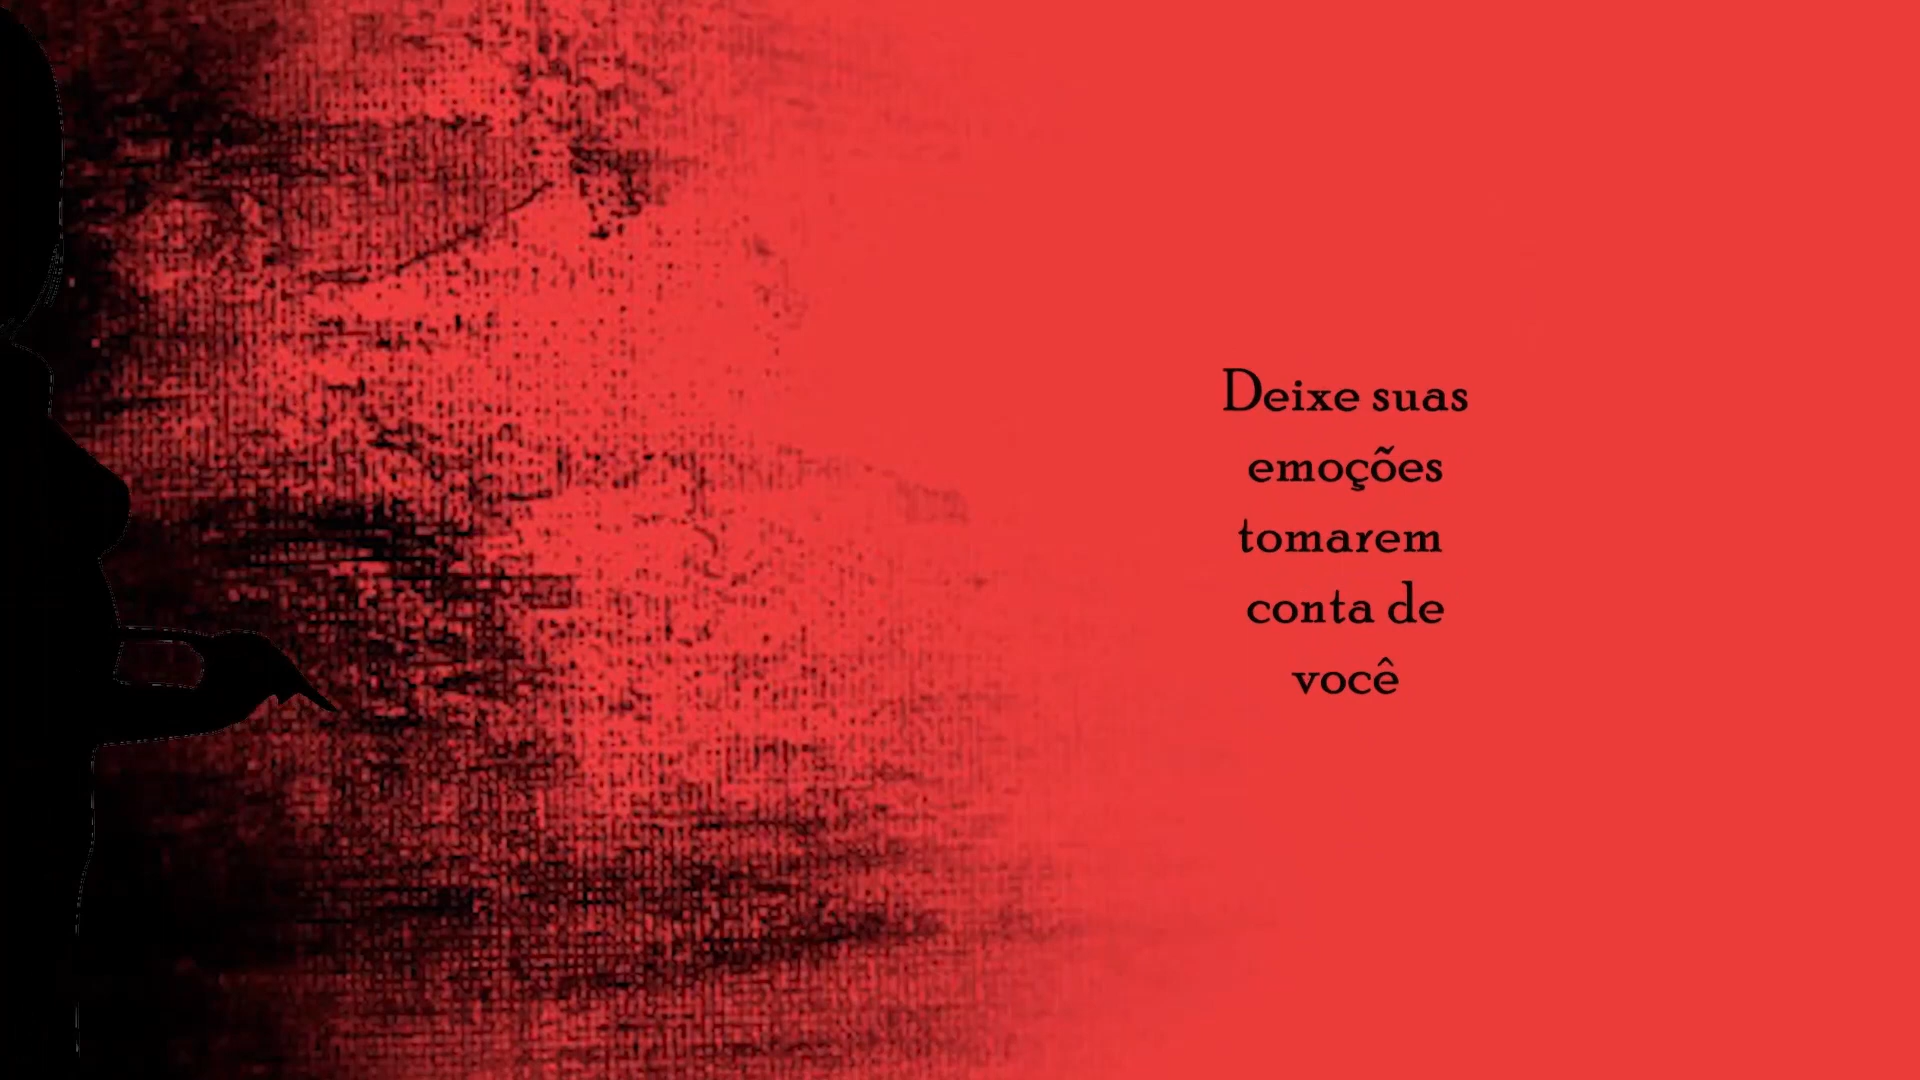 Deixe suas
emoções
tomarem
conta de
você